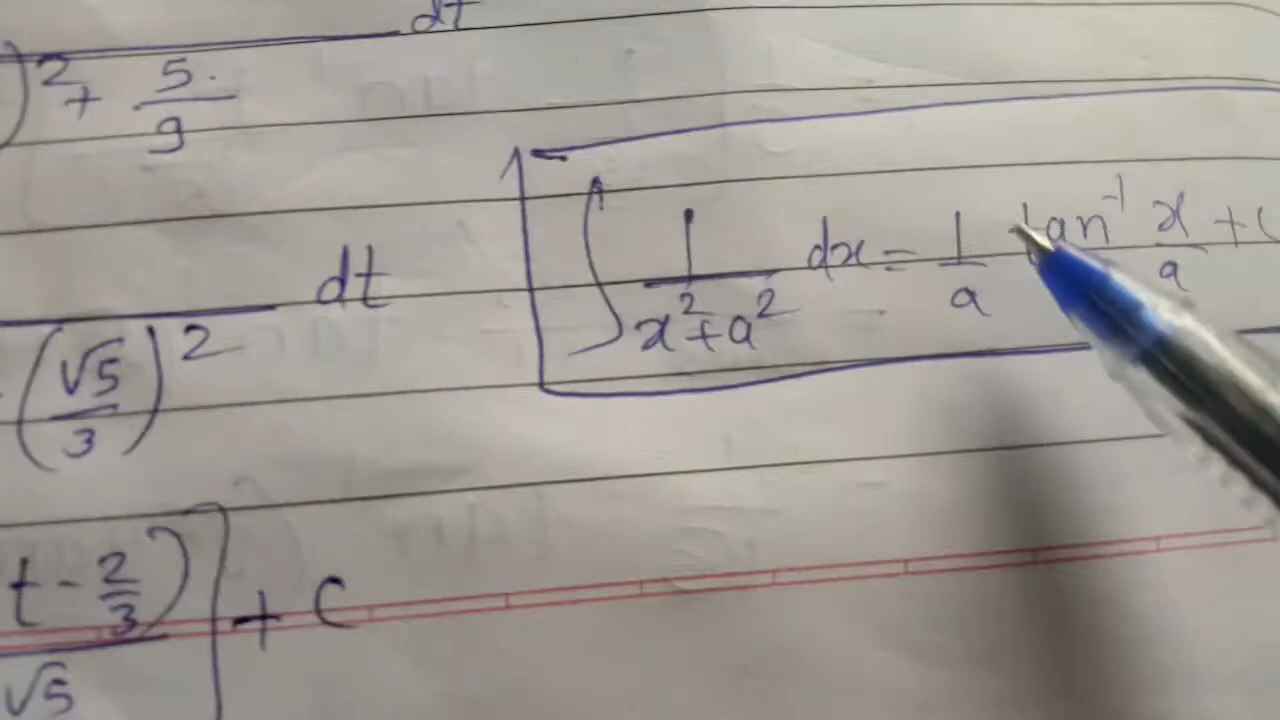 dt
)² + 5/9
∫ 1/(x²+a²) dx = 1/a tan⁻¹ x/a + C
dt
(√5/3)²
t - 2/3) ] + C
√5